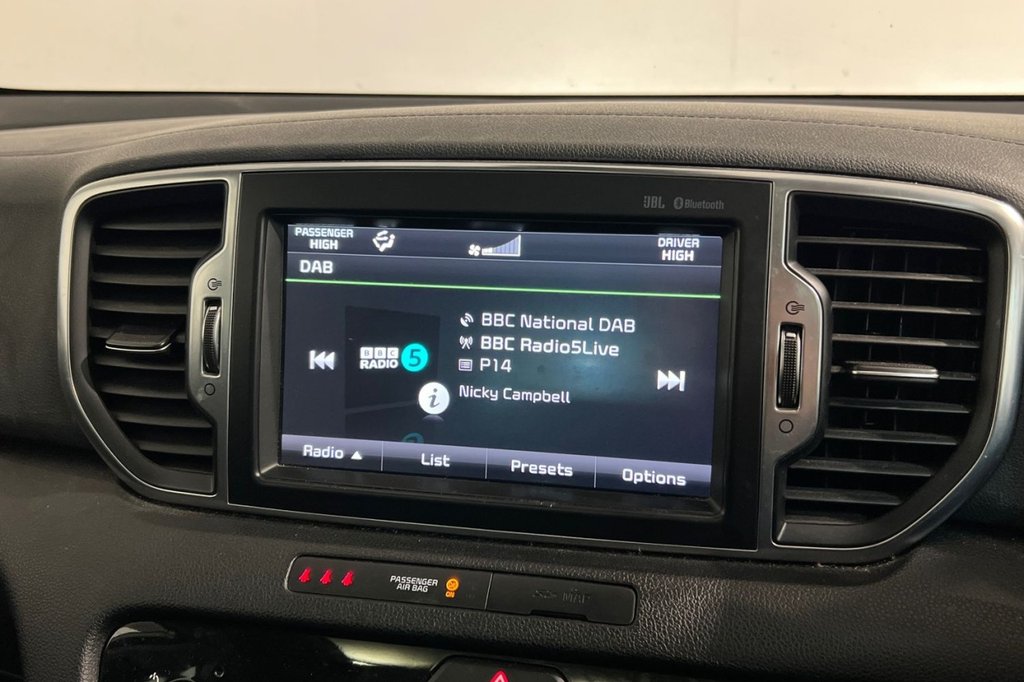 JBL Bluetooth
PASSENGER
HIGH
DRIVER
HIGH
DAB
BBC National DAB
BBC
RADIO 5
BBC Radio5Live
P14
i
Nicky Campbell
Radio ▲
List
Presets
Options
PASSENGER
AIR BAG
ON
MAP